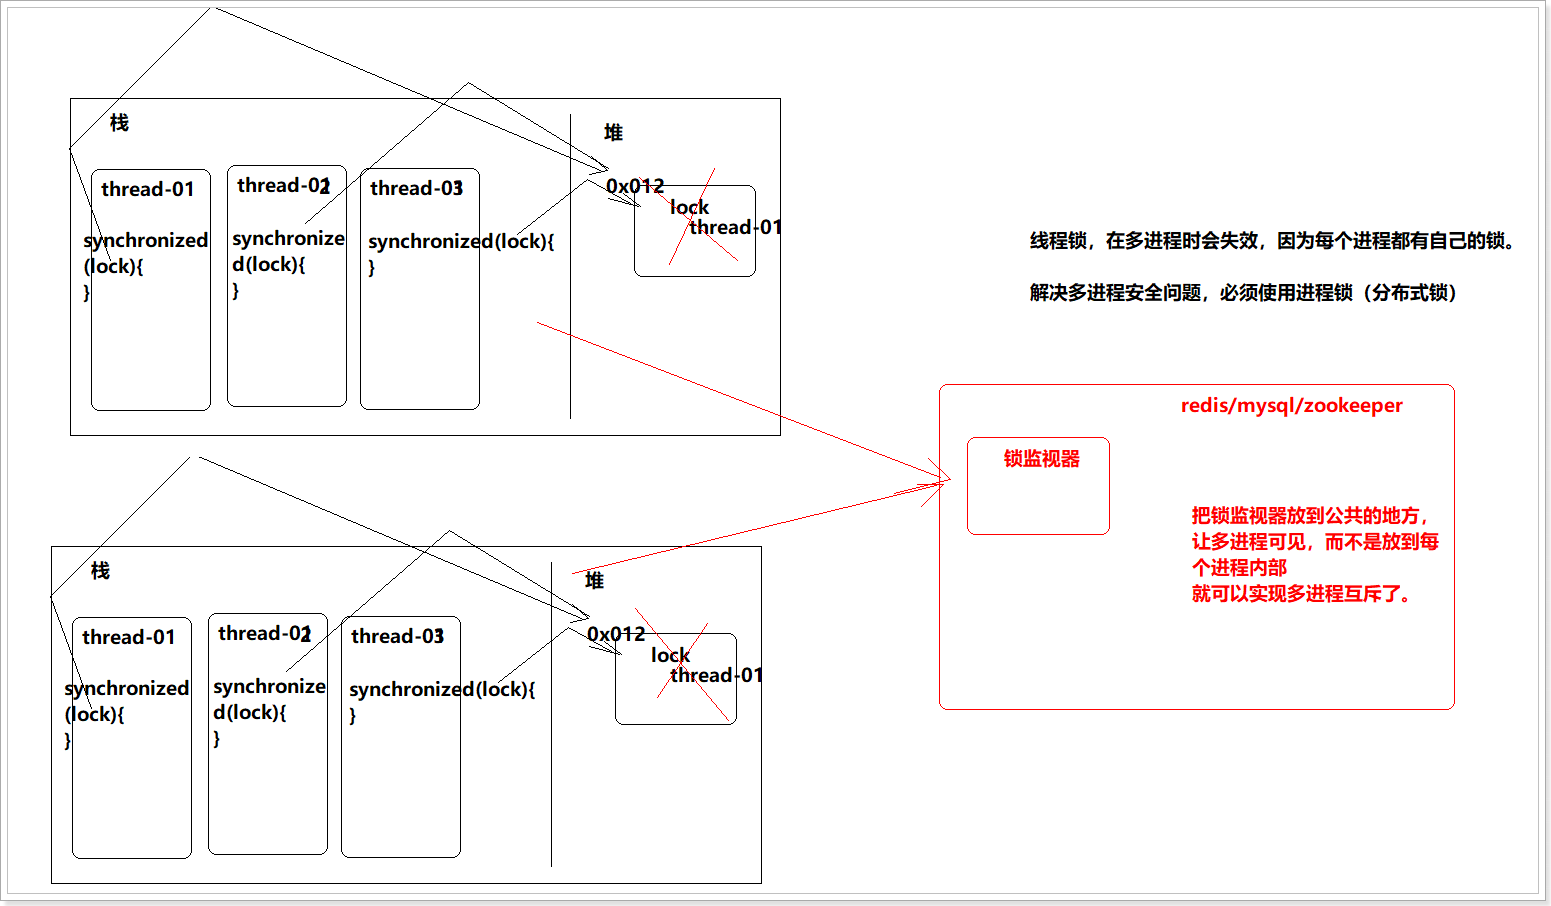 栈
堆
thread-01
synchronized
(lock){
}
thread-02
synchronize
d(lock){
}
thread-03
synchronized(lock){
}
0x012
lock
thread-01
线程锁，在多进程时会失效，因为每个进程都有自己的锁。
解决多进程安全问题，必须使用进程锁（分布式锁）
redis/mysql/zookeeper
锁监视器
把锁监视器放到公共的地方，
让多进程可见，而不是放到每
个进程内部
就可以实现多进程互斥了。
栈
堆
thread-01
synchronized
(lock){
}
thread-02
synchronize
d(lock){
}
thread-03
synchronized(lock){
}
0x012
lock
thread-01